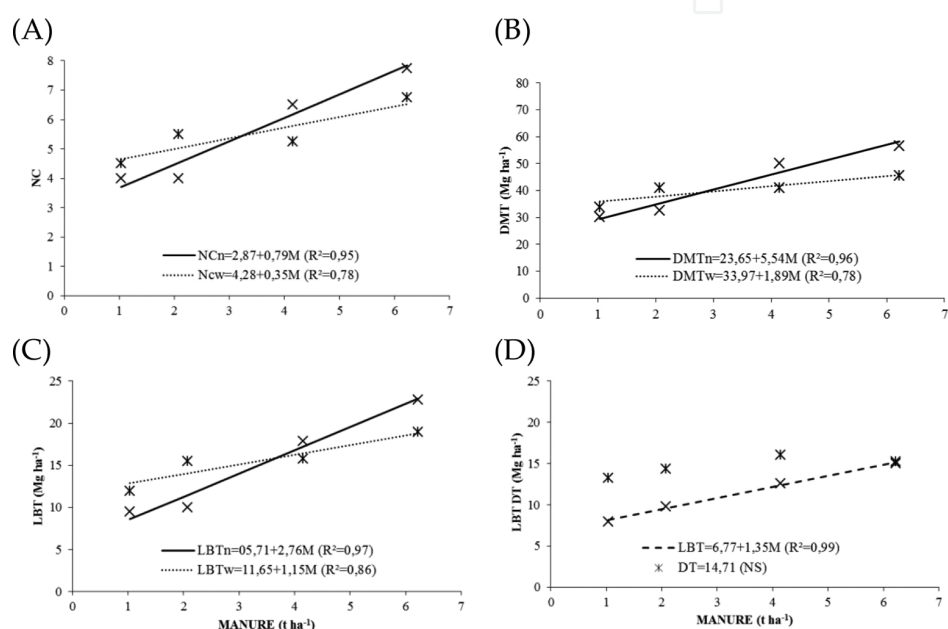 (A)
8
7
6
5
4
3
2
1
0
NC
NCn=2,87+0,79M (R²=0,95)
Ncw=4,28+0,35M (R²=0,78)
0 1 2 3 4 5 6 7
(B)
80
70
60
50
40
30
20
10
0
DMT (Mg ha⁻¹)
DMTn=23,65+5,54M (R²=0,96)
DMTw=33,97+1,89M (R²=0,78)
0 1 2 3 4 5 6 7
(C)
25
20
15
10
5
0
LBT (Mg ha⁻¹)
LBTn=05,71+2,76M (R²=0,97)
LBTw=11,65+1,15M (R²=0,86)
0 1 2 3 4 5 6 7
MANURE (t ha⁻¹)
(D)
25
20
15
10
5
0
LBT DT (Mg ha⁻¹)
LBT=6,77+1,35M (R²=0,99)
DT=14,71 (NS)
0 1 2 3 4 5 6 7
MANURE (t ha⁻¹)